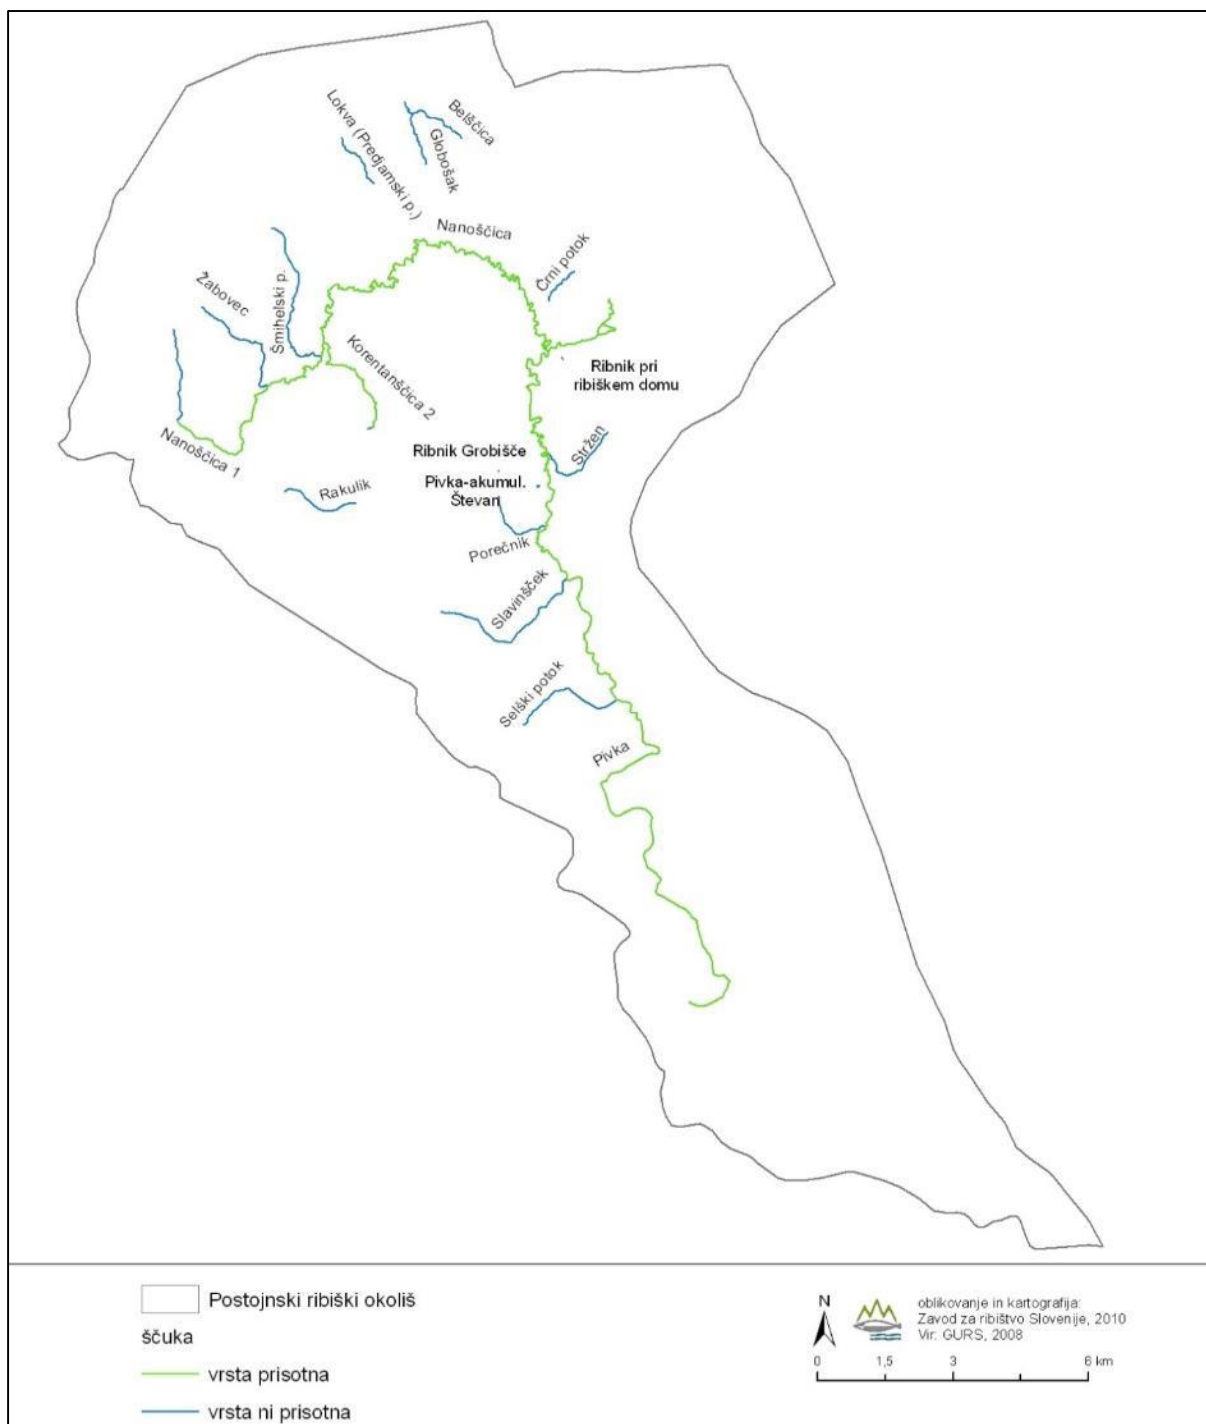 Lokva (Predjamski p.)
Belščica
Globošak
Nanoščica
Črni potok
Žabovec
Šmihelski p.
Korentanščica 2
Ribnik pri
ribiškem domu
Nanoščica 1
Ribnik Grobišče
Stržen
Rakulik
Pivka-akumul.
Števan
Porečnik
Slavinšček
Selški potok
Pivka
Postojnski ribiški okoliš
ščuka
vrsta prisotna
vrsta ni prisotna
N
oblikovanje in kartografija:
Zavod za ribištvo Slovenije, 2010
Vir: GURS, 2008
0 1,5 3 6 km